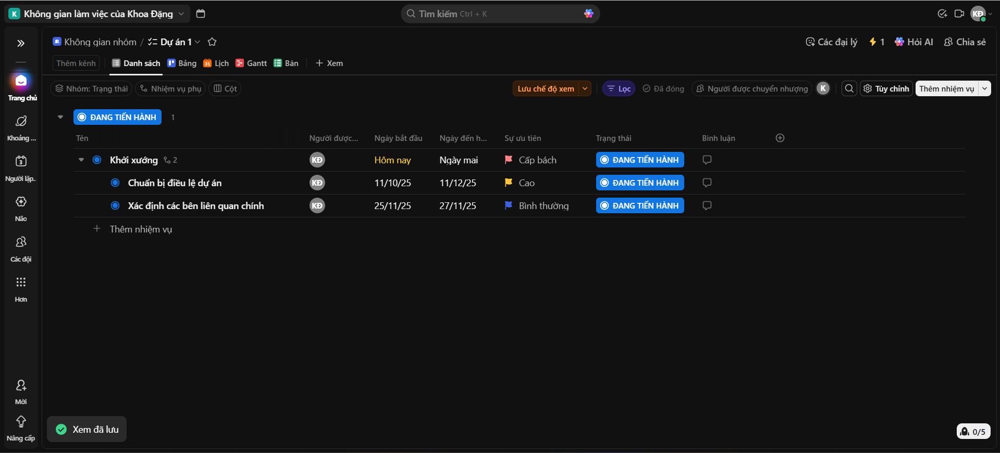 K Không gian làm việc của Khoa Đặng
Tìm kiếm Ctrl + K
KĐ
Không gian nhóm / Dự án 1
Các đại lý
1
Hỏi AI
Chia sẻ
Thêm kênh
Danh sách
Bảng
31 Lịch
Gantt
Bàn
+ Xem
Nhóm: Trạng thái
Nhiệm vụ phụ
Cột
Lưu chế độ xem
Lọc
Đã đóng
Người được chuyển nhượng
K
Tùy chỉnh
Thêm nhiệm vụ
Trang chủ
Khoảng ...
3
Người lập..
Não
Các đội
Hơn
Mời
Nâng cấp
ĐANG TIẾN HÀNH 1
Tên Người được... Ngày bắt đầu Ngày đến h... Sự ưu tiên Trạng thái Bình luận
Khởi xướng 2 KĐ Hôm nay Ngày mai Cấp bách ĐANG TIẾN HÀNH
Chuẩn bị điều lệ dự án KĐ 11/10/25 11/12/25 Cao ĐANG TIẾN HÀNH
Xác định các bên liên quan chính KĐ 25/11/25 27/11/25 Bình thường ĐANG TIẾN HÀNH
+ Thêm nhiệm vụ
Xem đã lưu
0/5